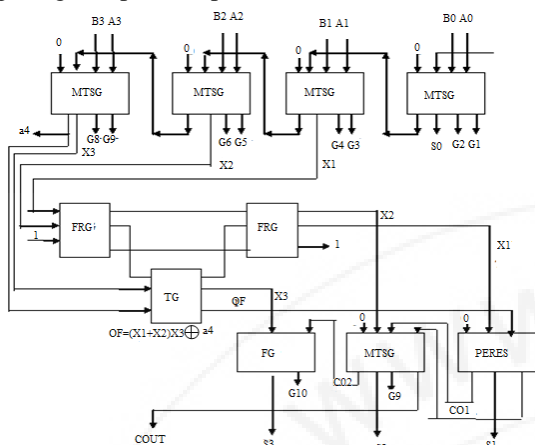 B3 A3
B2 A2
B1 A1
B0 A0
0
0
0
0
MTSG
MTSG
MTSG
MTSG
a4
G8
G9
G6 G5
G4 G3
S0
G2 G1
X3
X2
X1
FRG
FRG
X2
1
1
X1
TG
X3
QF
OF=(X1+X2)X3⊕ a4
0
0
FG
MTSG
PERES
G10
C02
G9
CO1
COUT
S3
S1